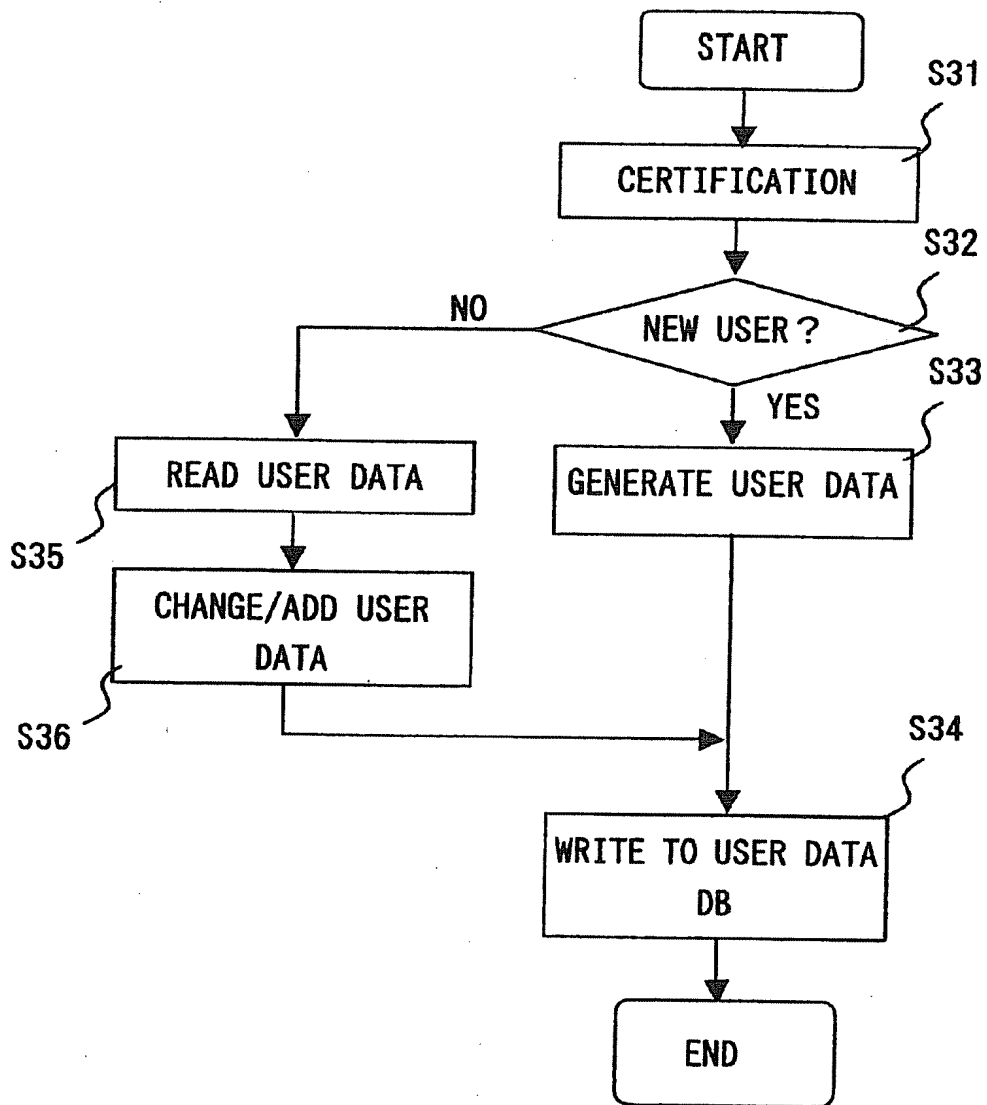 START
S31
CERTIFICATION
S32
NO
NEW USER?
S33
YES
READ USER DATA
GENERATE USER DATA
S35
CHANGE/ADD USER
DATA
S36
S34
WRITE TO USER DATA
DB
END